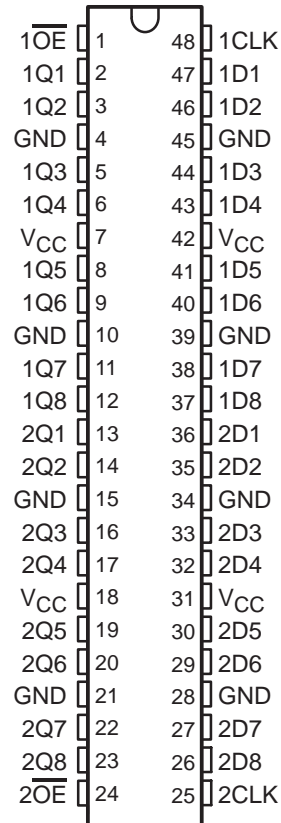 1O̅E̅ 1 48 1CLK
1Q1 2 47 1D1
1Q2 3 46 1D2
GND 4 45 GND
1Q3 5 44 1D3
1Q4 6 43 1D4
VCC 7 42 VCC
1Q5 8 41 1D5
1Q6 9 40 1D6
GND 10 39 GND
1Q7 11 38 1D7
1Q8 12 37 1D8
2Q1 13 36 2D1
2Q2 14 35 2D2
GND 15 34 GND
2Q3 16 33 2D3
2Q4 17 32 2D4
VCC 18 31 VCC
2Q5 19 30 2D5
2Q6 20 29 2D6
GND 21 28 GND
2Q7 22 27 2D7
2Q8 23 26 2D8
2O̅E̅ 24 25 2CLK